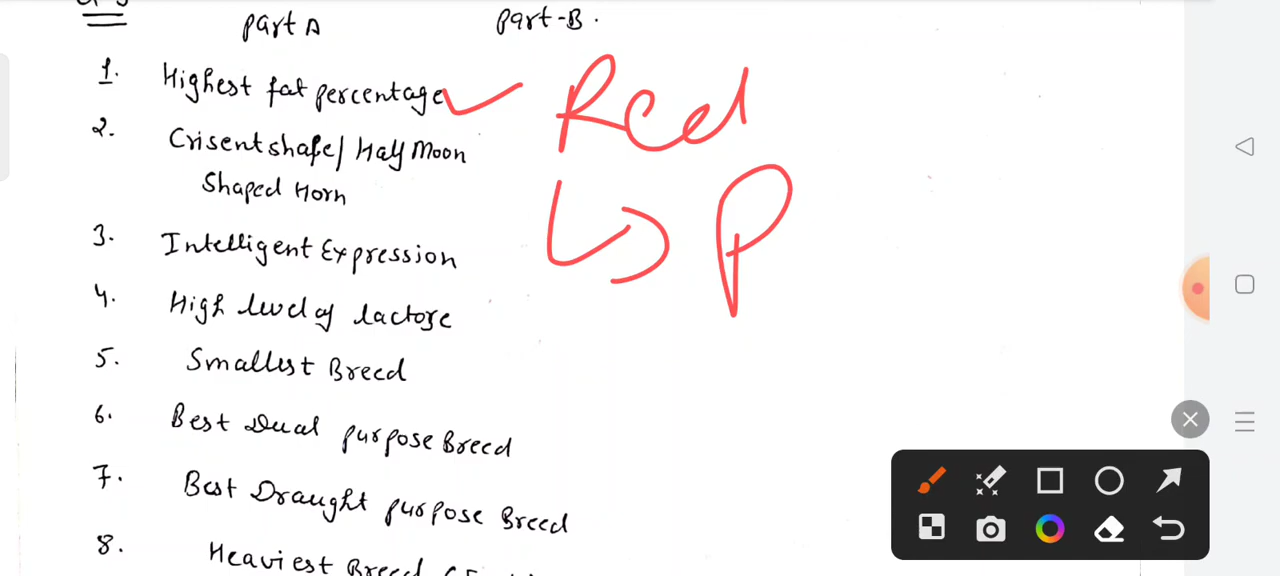 Part A Part-B.
1. Highest fat percentage Red
2. Crisent shape/ Half Moon
Shaped Horn P
3. Intelligent Expression
4. High level of lactose
5. Smallest Breed
6. Best Dual purpose Breed
7. Best Draught purpose Breed
8. Heaviest Breed